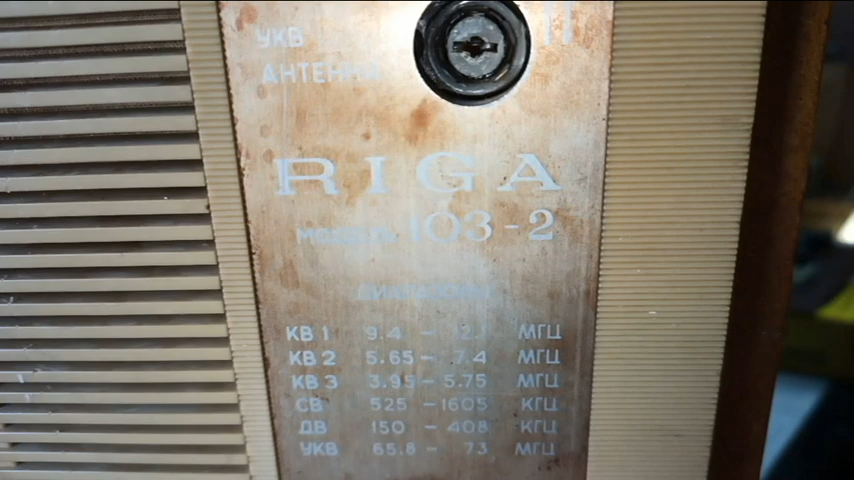 УКВ
АНТЕННА
RIGA
МОДЕЛЬ 103-2
ДИАПАЗОНЫ
КВ 1 9.4 - МГЦ
КВ 2 5.65 - 7.4 МГЦ
КВ 3 3.95 - 5.75 МГЦ
СВ 525 - 1605 КГЦ
ДВ 150 - 408 КГЦ
УКВ 65.8 - 73 МГЦ